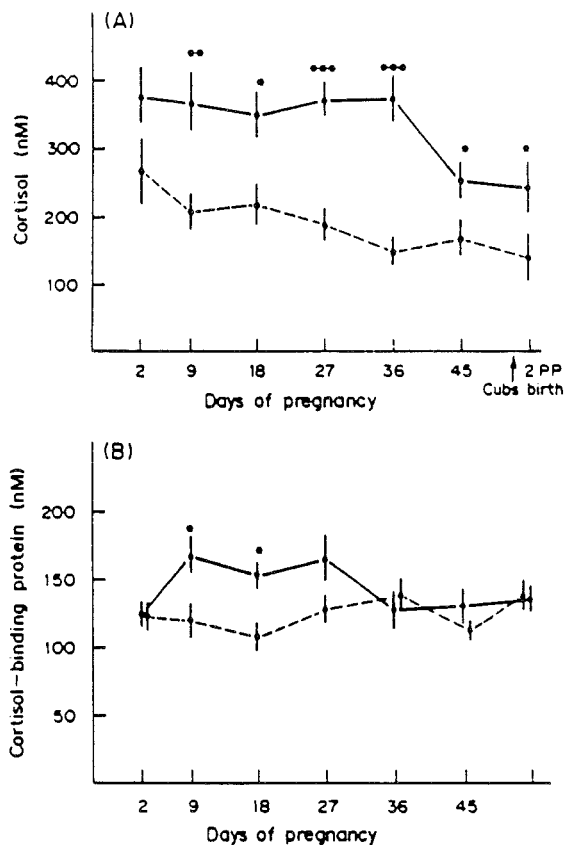 (A)
400
300
200
100
Cortisol (nM)
2 9 18 27 36 45 2 PP
Cubs birth
Days of pregnancy
(B)
200
150
100
50
Cortisol-binding protein (nM)
2 9 18 27 36 45
Days of pregnancy